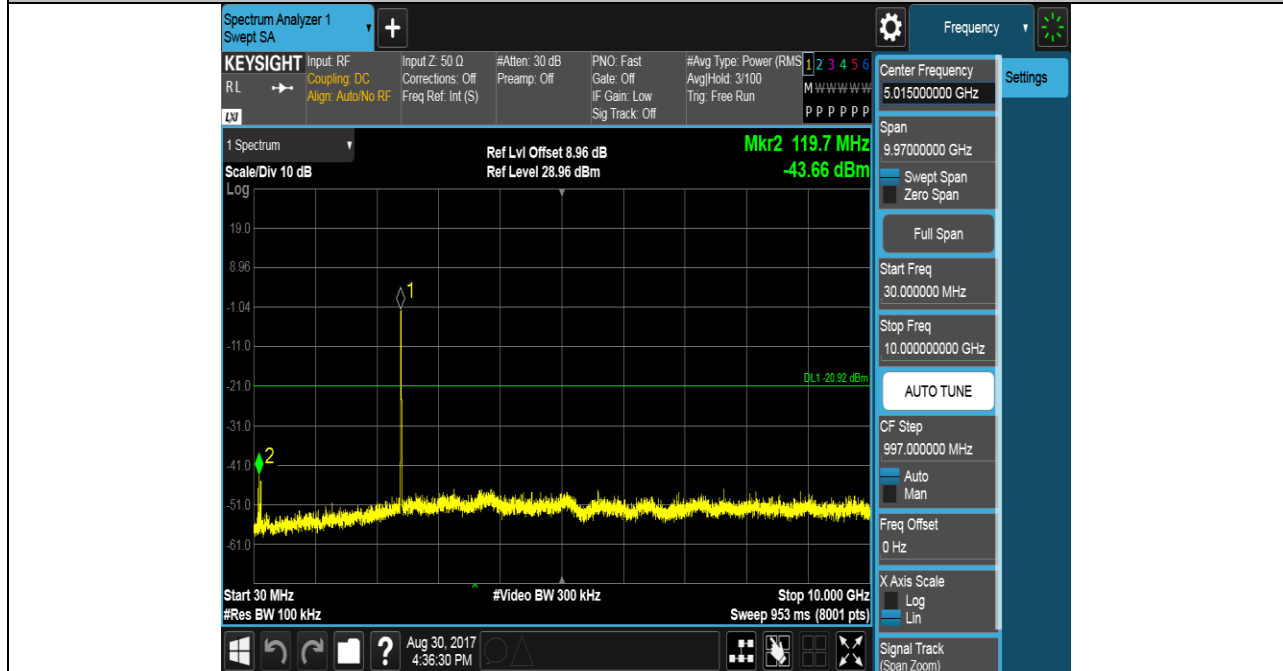 Spectrum Analyzer 1
Swept SA
+
Frequency
KEYSIGHT
RL
LXI
Input: RF
Coupling: DC
Align: Auto/No RF
Input Z: 50 Ω
Corrections: Off
Freq Ref: Int (S)
#Atten: 30 dB
Preamp: Off
PNO: Fast
Gate: Off
IF Gain: Low
Sig Track: Off
#Avg Type: Power (RMS
Avg|Hold: 3/100
Trig: Free Run
1 2 3 4 5 6
M W W W W W
P P P P P P
1 Spectrum
Scale/Div 10 dB
Log
Ref Lvl Offset 8.96 dB
Ref Level 28.96 dBm
Mkr2 119.7 MHz
-43.66 dBm
19.0
8.96
-1.04
-11.0
-21.0
-31.0
-41.0
-51.0
-61.0
1
2
DL1 -20.92 dBm
Start 30 MHz
#Res BW 100 kHz
#Video BW 300 kHz
Stop 10.000 GHz
Sweep 953 ms (8001 pts)
?
Aug 30, 2017
4:36:30 PM
Center Frequency
5.015000000 GHz
Span
9.97000000 GHz
Swept Span
Zero Span
Full Span
Start Freq
30.000000 MHz
Stop Freq
10.000000000 GHz
AUTO TUNE
CF Step
997.000000 MHz
Auto
Man
Freq Offset
0 Hz
X Axis Scale
Log
Lin
Signal Track
(Span Zoom)
Settings